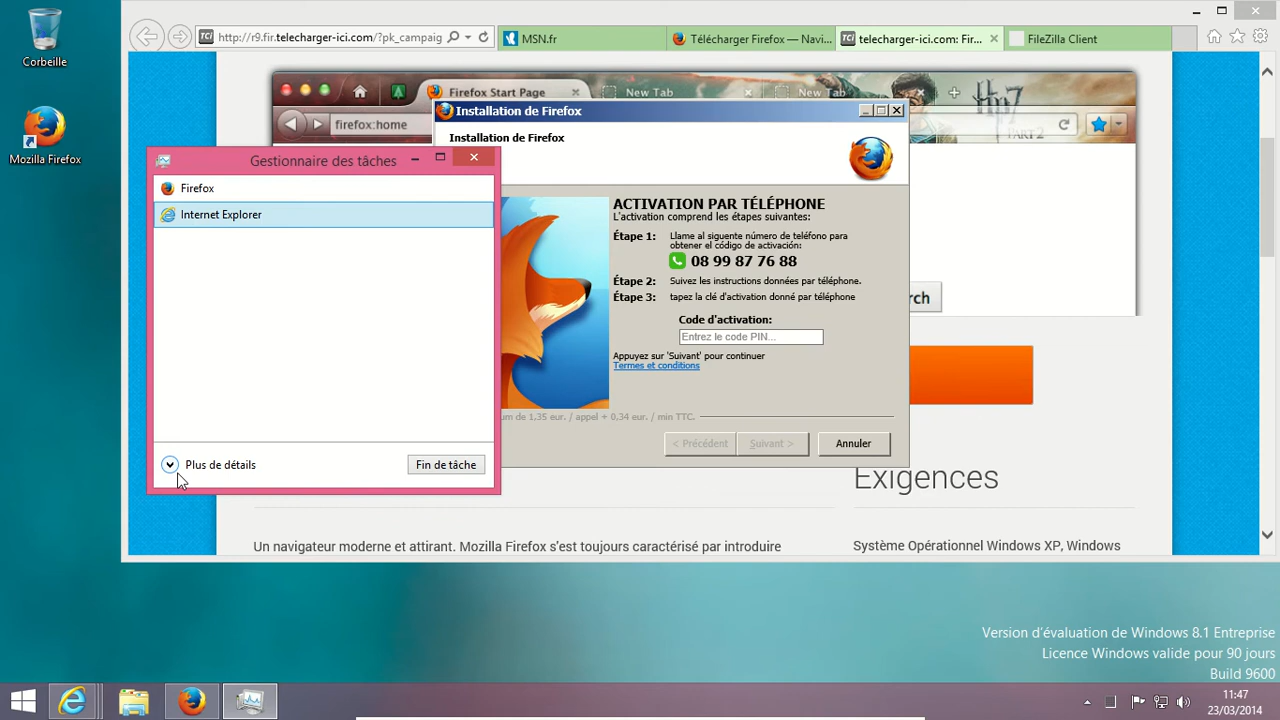 Corbeille
Mozilla Firefox
http://r9.fir.telecharger-ici.com/?pk_campaig
MSN.fr
Télécharger Firefox — Navi...
telecharger-ici.com: Fir...
FileZilla Client
Firefox Start Page
New Tab
New Tab
firefox:home
PART 2
Installation de Firefox
Installation de Firefox
Gestionnaire des tâches
Firefox
Internet Explorer
Plus de détails
Fin de tâche
ACTIVATION PAR TÉLÉPHONE
L'activation comprend les étapes suivantes:
Étape 1: Llame al siguente número de teléfono para
obtener el código de activación:
08 99 87 76 88
Étape 2: Suivez les instructions données par téléphone.
Étape 3: tapez la clé d'activation donné par téléphone
Code d'activation:
Entrez le code PIN...
Appuyez sur 'Suivant' pour continuer
Termes et conditions
um de 1,35 eur. / appel + 0,34 eur. / min TTC.
< Précédent
Suivant >
Annuler
rch
Exigences
Un navigateur moderne et attirant. Mozilla Firefox s'est toujours caractérisé par introduire
Système Opérationnel Windows XP, Windows
Version d'évaluation de Windows 8.1 Entreprise
Licence Windows valide pour 90 jours
Build 9600
11:47
23/03/2014